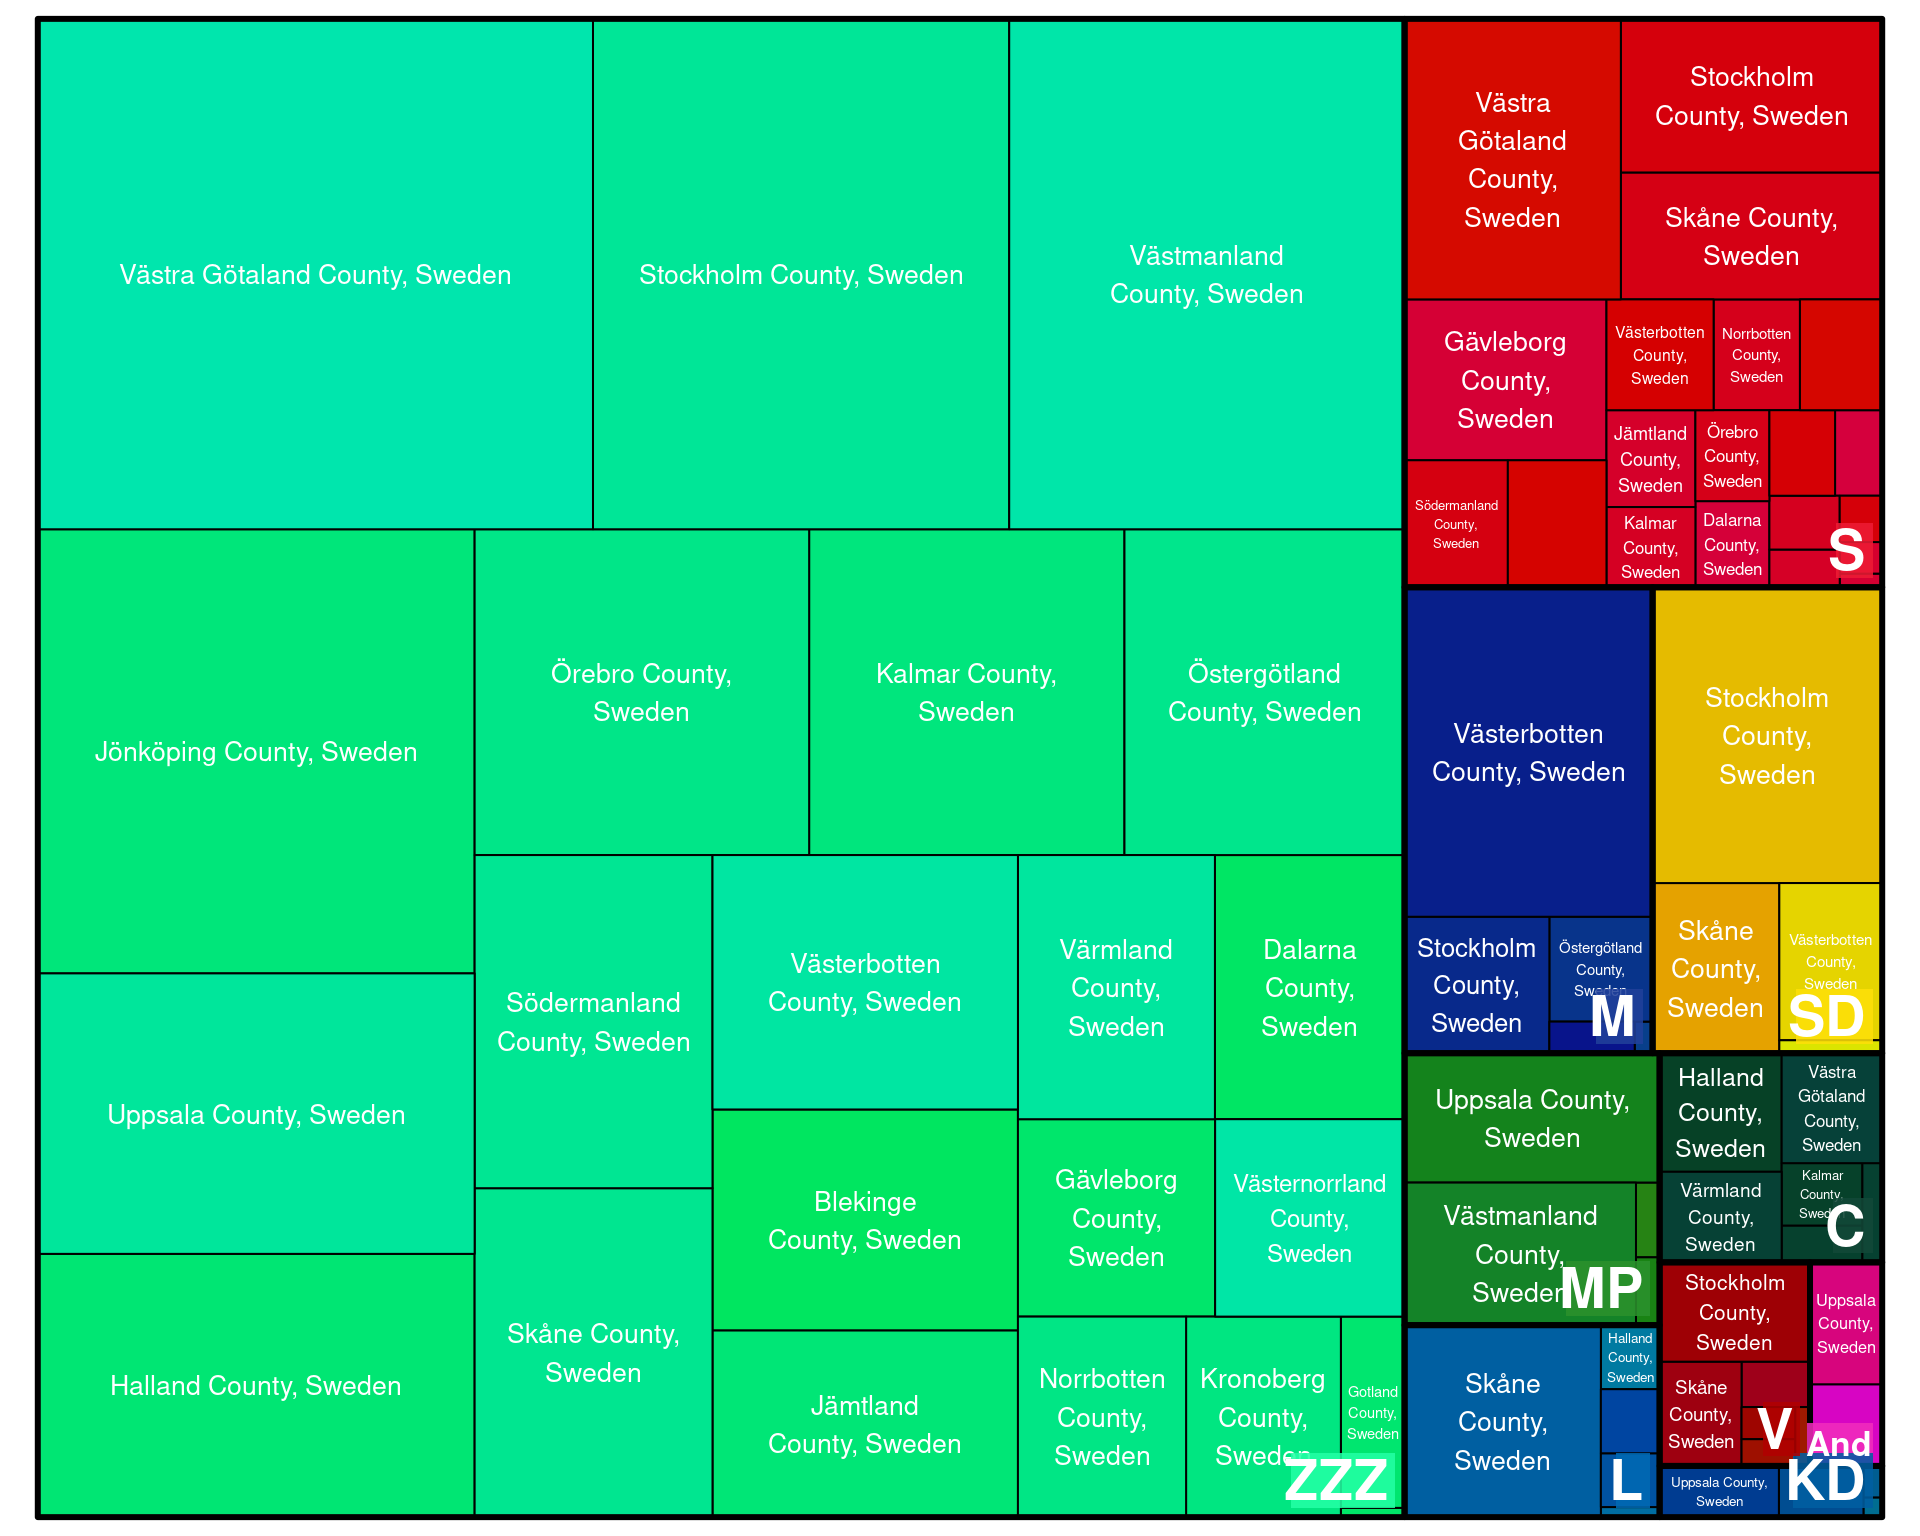 Västra Götaland County, Sweden
Stockholm County, Sweden
Västmanland
County, Sweden
Jönköping County, Sweden
Örebro County,
Sweden
Kalmar County,
Sweden
Östergötland
County, Sweden
Uppsala County, Sweden
Halland County, Sweden
Södermanland
County, Sweden
Skåne County,
Sweden
Västerbotten
County, Sweden
Blekinge
County, Sweden
Jämtland
County, Sweden
Värmland
County,
Sweden
Dalarna
County,
Sweden
Gävleborg
County,
Sweden
Västernorrland
County,
Sweden
Norrbotten
County,
Sweden
Kronoberg
County,
Sweden
Gotland
County,
Sweden
ZZZ
Västra
Götaland
County,
Sweden
Stockholm
County, Sweden
Skåne County,
Sweden
Gävleborg
County,
Sweden
Västerbotten
County,
Sweden
Norrbotten
County,
Sweden
Södermanland
County,
Sweden
Jämtland
County,
Sweden
Örebro
County,
Sweden
Kalmar
County,
Sweden
Dalarna
County,
Sweden
S
Västerbotten
County, Sweden
Stockholm
County,
Sweden
Östergötland
County,
Sweden
M
Stockholm
County,
Sweden
Skåne
County,
Sweden
Västerbotten
County,
Sweden
SD
Uppsala County,
Sweden
Västmanland
County,
Sweden
MP
Halland
County,
Sweden
Västra
Götaland
County,
Sweden
Värmland
County,
Sweden
Kalmar
County,
Sweden
C
Skåne
County,
Sweden
Halland
County,
Sweden
L
Stockholm
County,
Sweden
Skåne
County,
Sweden
V
Uppsala
County,
Sweden
And
Uppsala County,
Sweden
KD